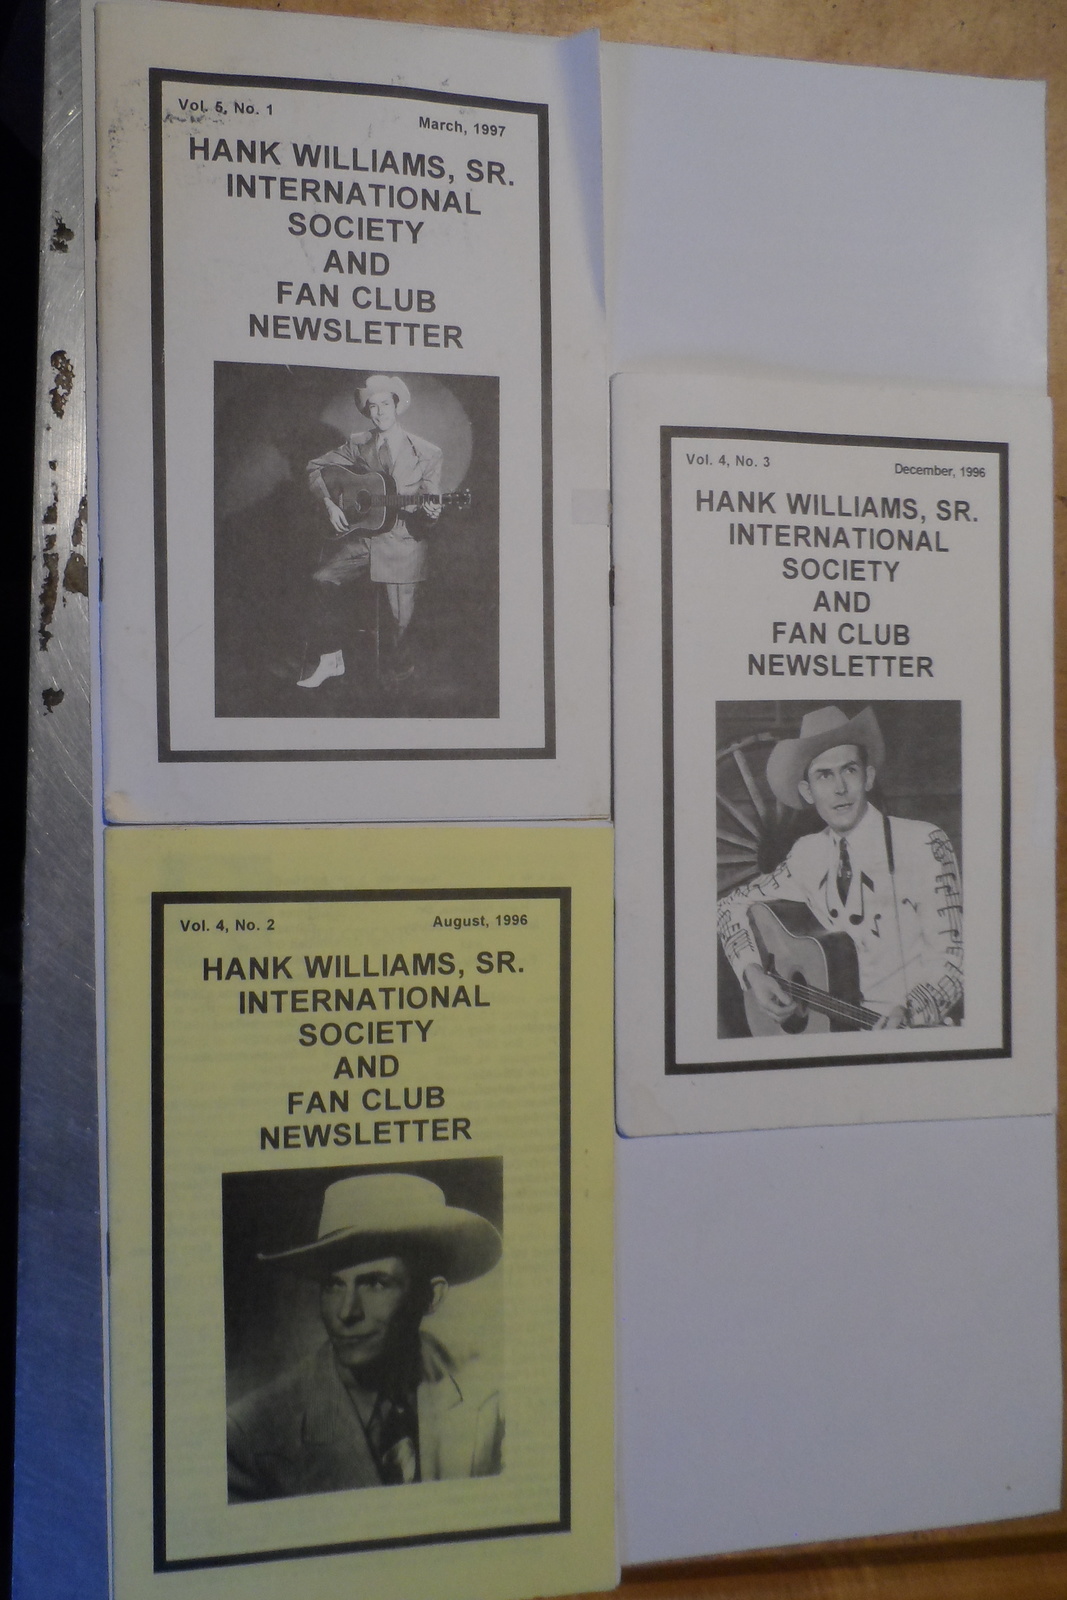 Vol. 5, No. 1
March, 1997
HANK WILLIAMS, SR.
INTERNATIONAL
SOCIETY
AND
FAN CLUB
NEWSLETTER
Vol. 4, No. 3
December, 1996
HANK WILLIAMS, SR.
INTERNATIONAL
SOCIETY
AND
FAN CLUB
NEWSLETTER
Vol. 4, No. 2
August, 1996
HANK WILLIAMS, SR.
INTERNATIONAL
SOCIETY
AND
FAN CLUB
NEWSLETTER